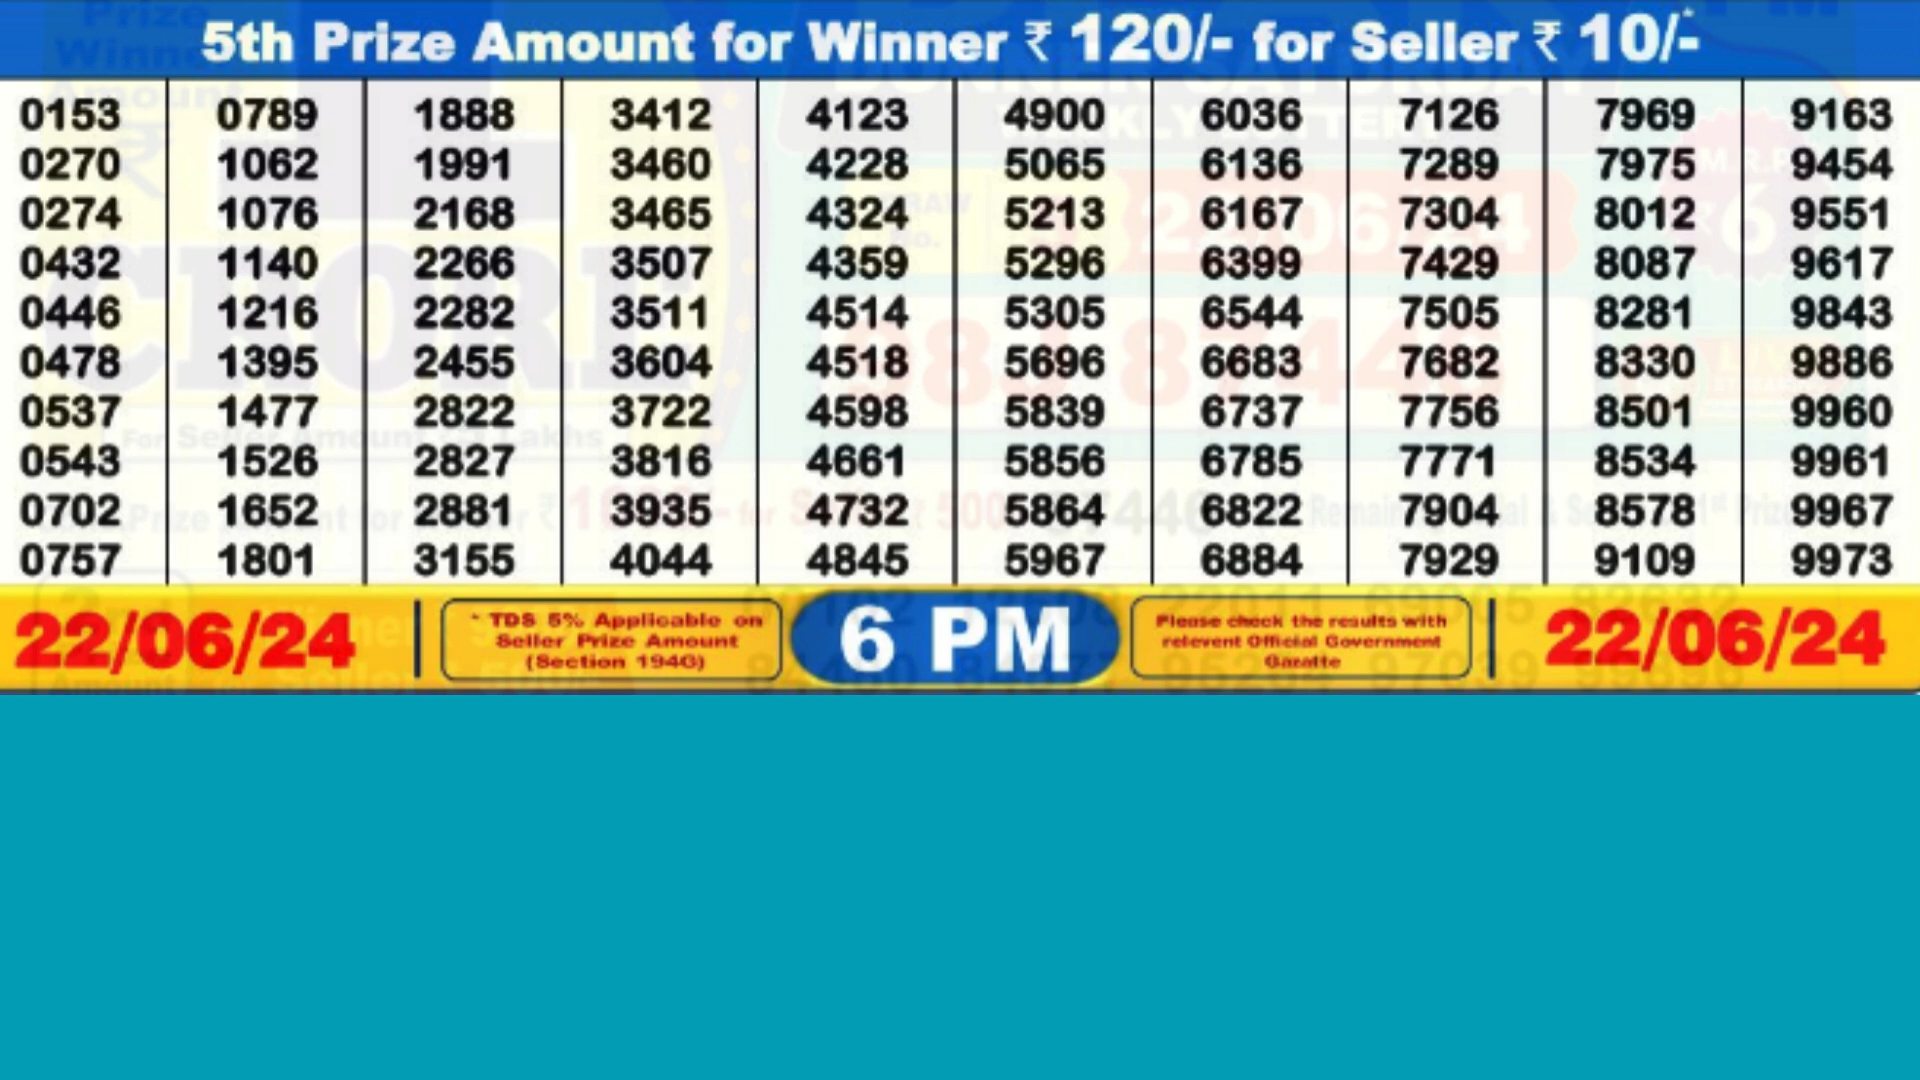 5th Prize Amount for Winner ₹ 120/- for Seller ₹ 10/-*
0153 0789 1888 3412 4123 4900 6036 7126 7969 9163
0270 1062 1991 3460 4228 5065 6136 7289 7975 9454
0274 1076 2168 3465 4324 5213 6167 7304 8012 9551
0432 1140 2266 3507 4359 5296 6399 7429 8087 9617
0446 1216 2282 3511 4514 5305 6544 7505 8281 9843
0478 1395 2455 3604 4518 5696 6683 7682 8330 9886
0537 1477 2822 3722 4598 5839 6737 7756 8501 9960
0543 1526 2827 3816 4661 5856 6785 7771 8534 9961
0702 1652 2881 3935 4732 5864 6822 7904 8578 9967
0757 1801 3155 4044 4845 5967 6884 7929 9109 9973
22/06/24
* TDS 5% Applicable on
Seller Prize Amount
(Section 194G)
6 PM
Please check the results with
relevent Official Government
Gazatte
22/06/24